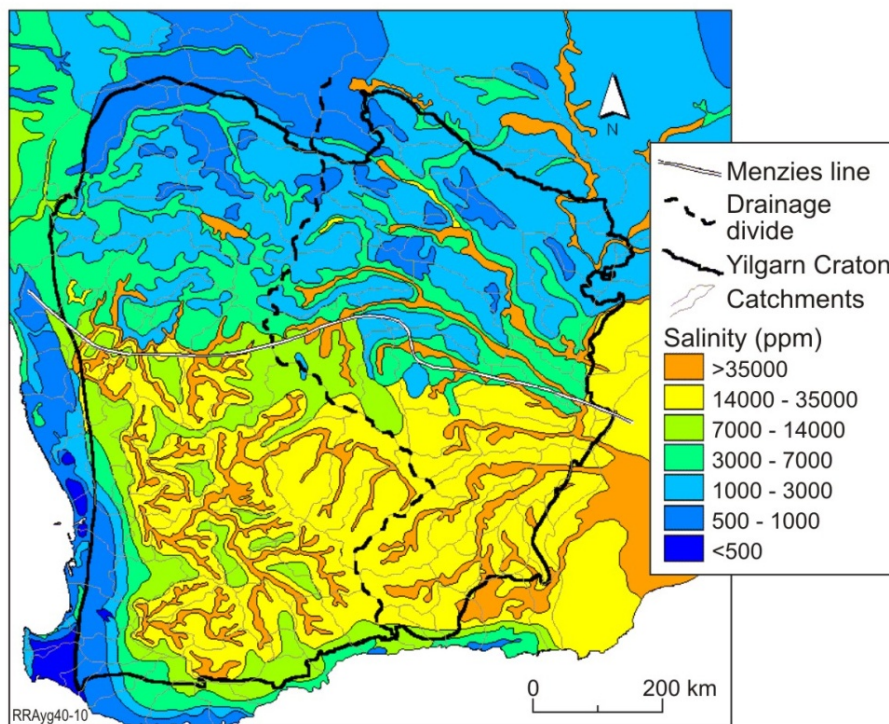 N
Menzies line
Drainage
divide
Yilgarn Craton
Catchments
Salinity (ppm)
>35000
14000 - 35000
7000 - 14000
3000 - 7000
1000 - 3000
500 - 1000
<500
0 200 km
RRAyg40-10